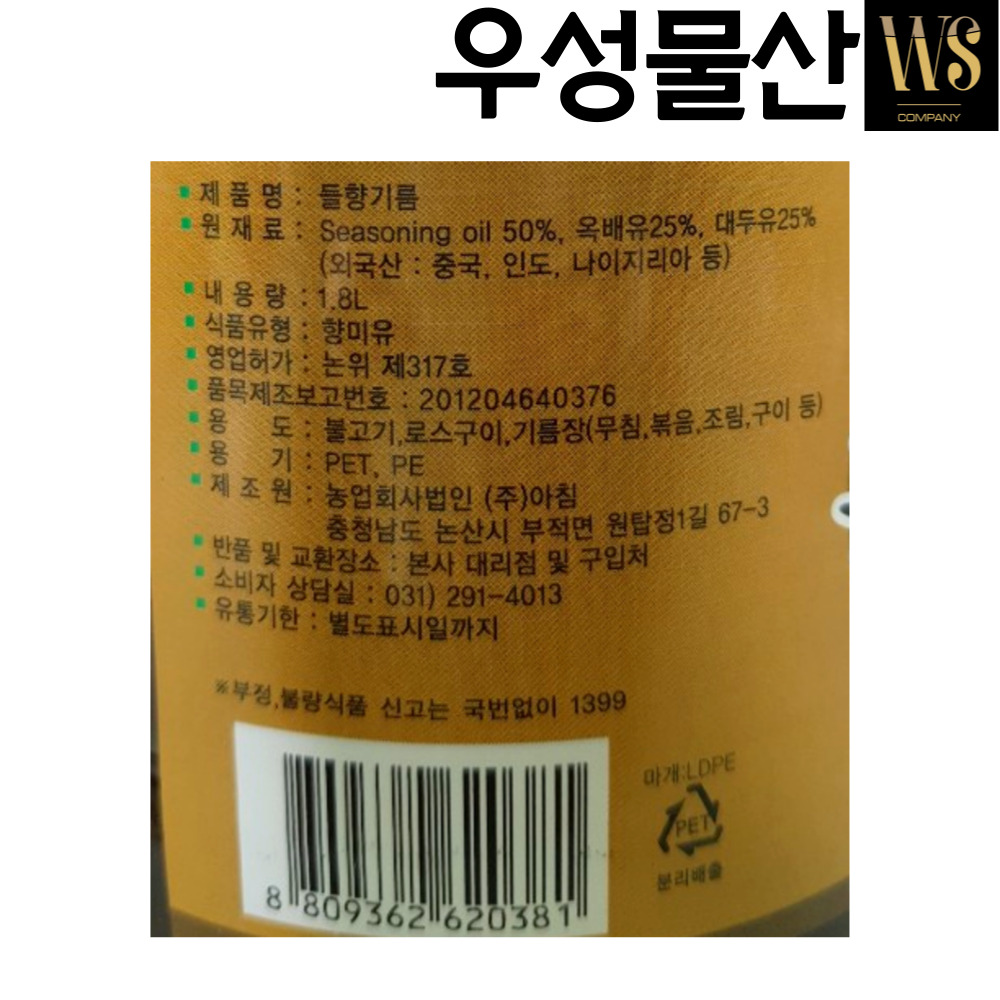 우성물산
WS
COMPANY
제품명 : 들향기름
원재료 : Seasoning oil 50%, 옥배유25%, 대두유25%
(외국산 : 중국, 인도, 나이지리아 등)
내용량 : 1.8L
식품유형 : 향미유
영업허가 : 논위 제317호
품목제조보고번호 : 201204640376
용 도 : 불고기,로스구이,기름장(무침,볶음,조림,구이 등)
용 기 : PET, PE
제조원 : 농업회사법인 (주)아침
충청남도 논산시 부적면 원탑정1길 67-3
반품 및 교환장소 : 본사 대리점 및 구입처
소비자 상담실 : 031) 291-4013
유통기한 : 별도표시일까지
※부정,불량식품 신고는 국번없이 1399
마개:LDPE
PET
분리배출
8 809362 620381